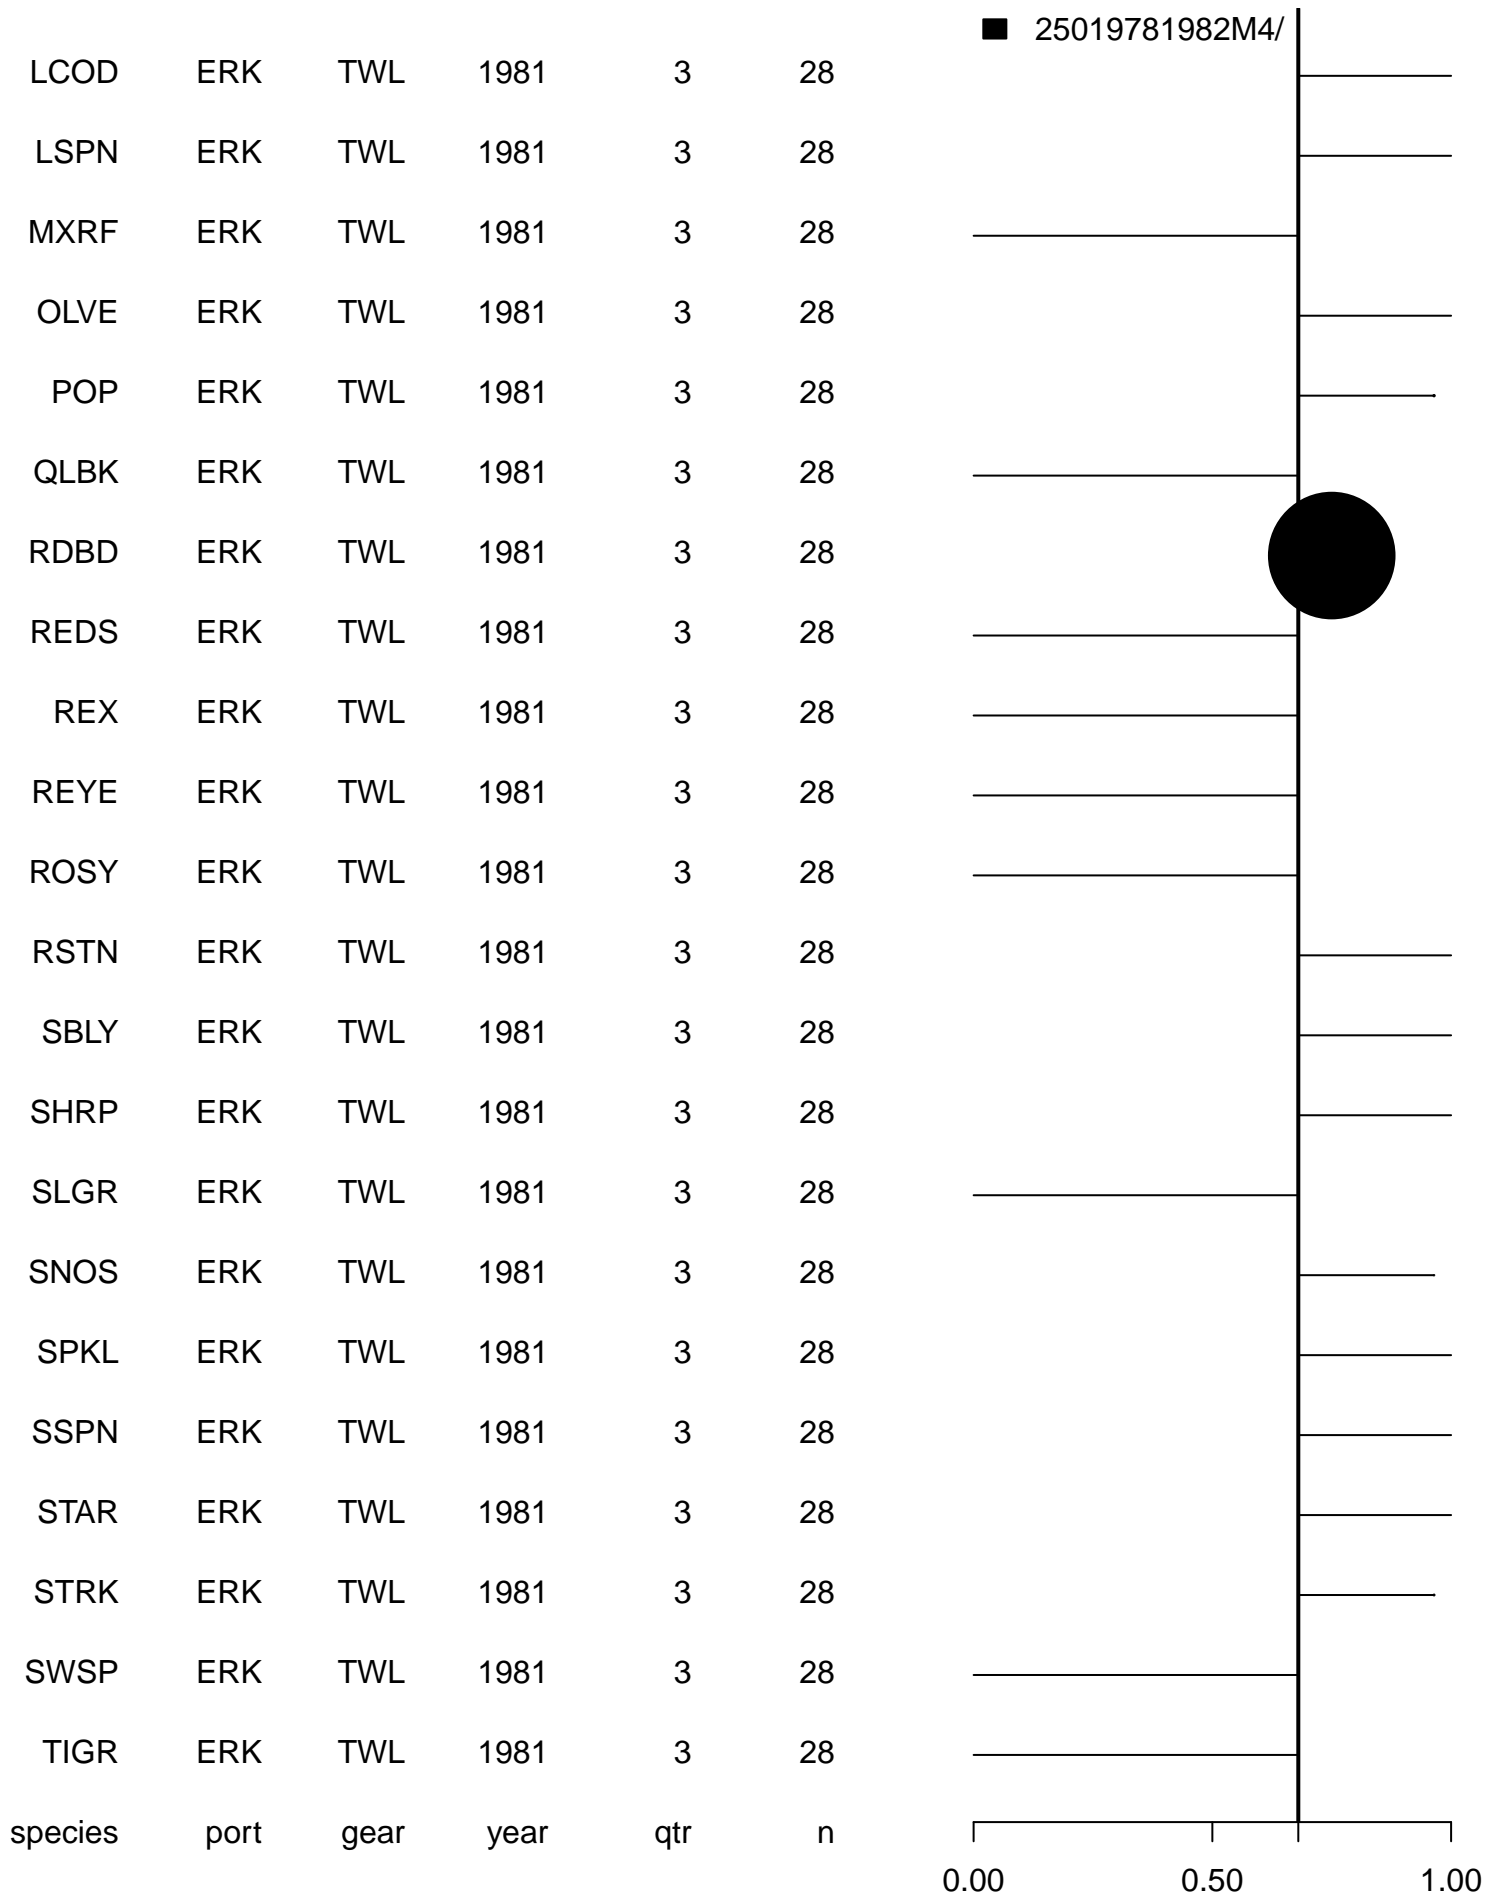 25019781982M4/
LCOD ERK TWL 1981 3 28
LSPN ERK TWL 1981 3 28
MXRF ERK TWL 1981 3 28
OLVE ERK TWL 1981 3 28
POP ERK TWL 1981 3 28
QLBK ERK TWL 1981 3 28
RDBD ERK TWL 1981 3 28
REDS ERK TWL 1981 3 28
REX ERK TWL 1981 3 28
REYE ERK TWL 1981 3 28
ROSY ERK TWL 1981 3 28
RSTN ERK TWL 1981 3 28
SBLY ERK TWL 1981 3 28
SHRP ERK TWL 1981 3 28
SLGR ERK TWL 1981 3 28
SNOS ERK TWL 1981 3 28
SPKL ERK TWL 1981 3 28
SSPN ERK TWL 1981 3 28
STAR ERK TWL 1981 3 28
STRK ERK TWL 1981 3 28
SWSP ERK TWL 1981 3 28
TIGR ERK TWL 1981 3 28
species port gear year qtr n
0.00 0.50 1.00